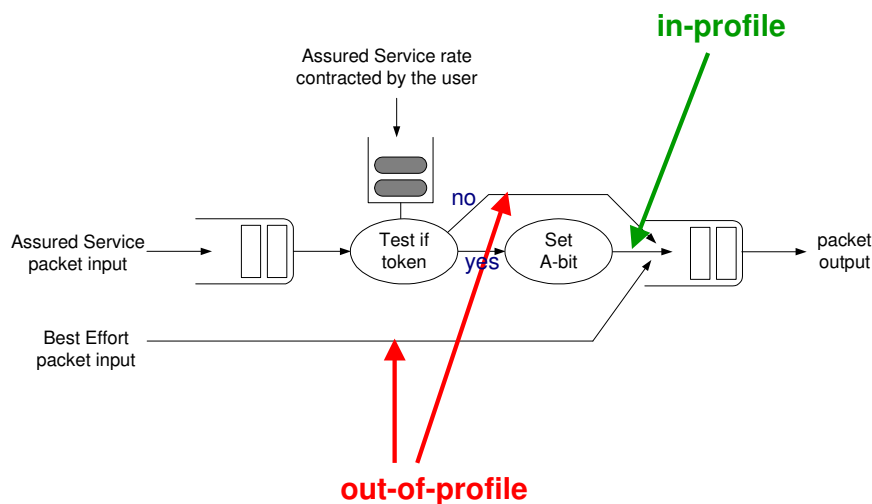 in-profile
Assured Service rate
contracted by the user
no
Assured Service
packet input
Test if
token
yes
Set
A-bit
packet
output
Best Effort
packet input
out-of-profile